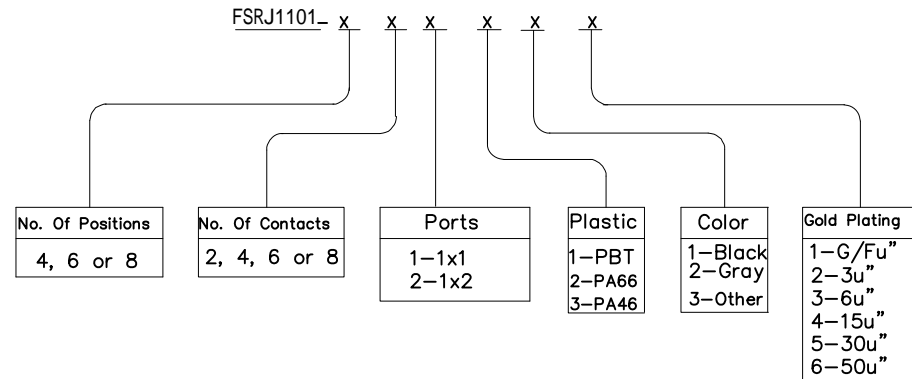 FSRJ1101– x x x x x x
No. Of Positions
4, 6 or 8
No. Of Contacts
2, 4, 6 or 8
Ports
1–1x1
2–1x2
Plastic
1–PBT
2–PA66
3–PA46
Color
1–Black
2–Gray
3–Other
Gold Plating
1–G/Fu”
2–3u”
3–6u”
4–15u”
5–30u”
6–50u”